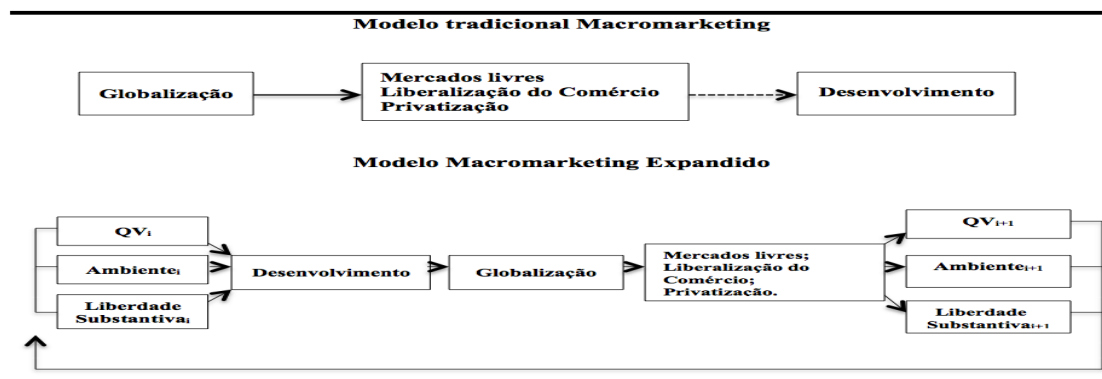 Modelo tradicional Macromarketing
Globalização
Mercados livres
Liberalização do Comércio
Privatização
Desenvolvimento
Modelo Macromarketing Expandido
QVi
Ambientei
Liberdade
Substantivai
Desenvolvimento
Globalização
Mercados livres;
Liberalização do
Comércio;
Privatização.
QVi+1
Ambientei+1
Liberdade
Substantivai+1